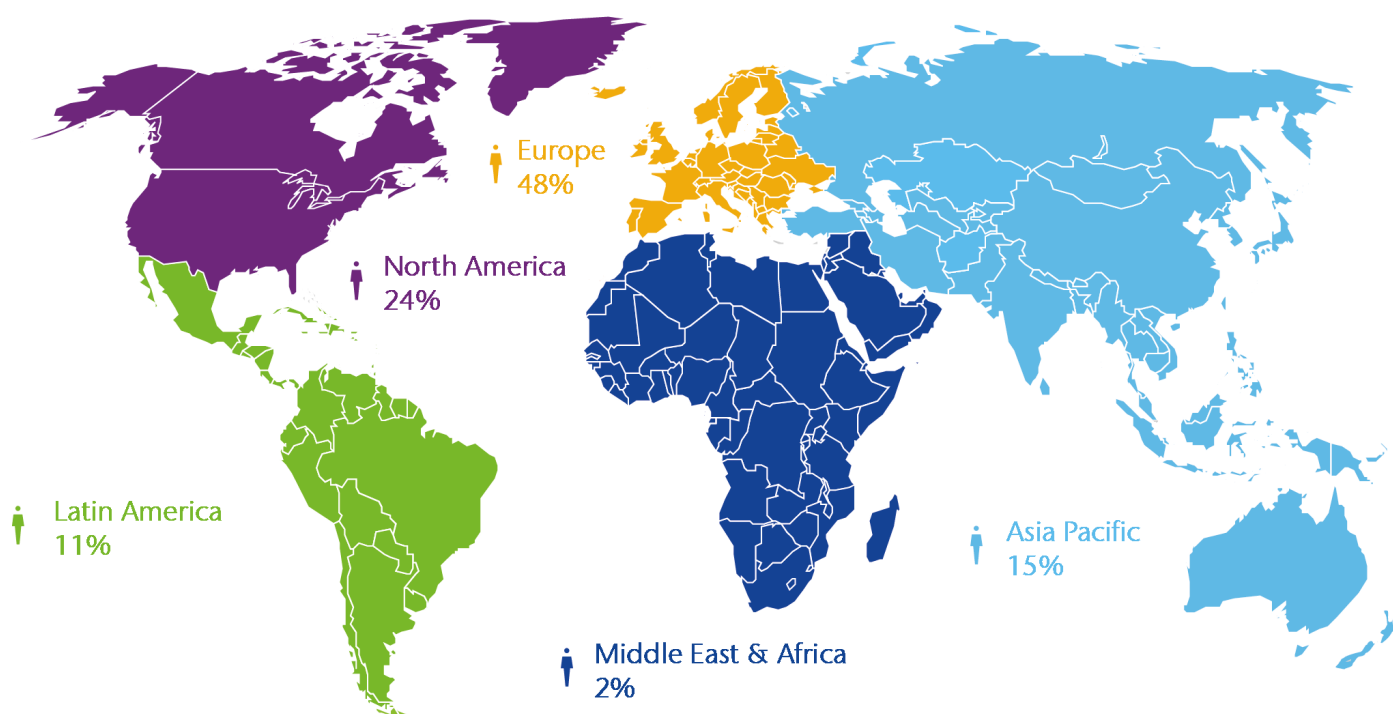 Europe
48%
North America
24%
Latin America
11%
Asia Pacific
15%
Middle East & Africa
2%